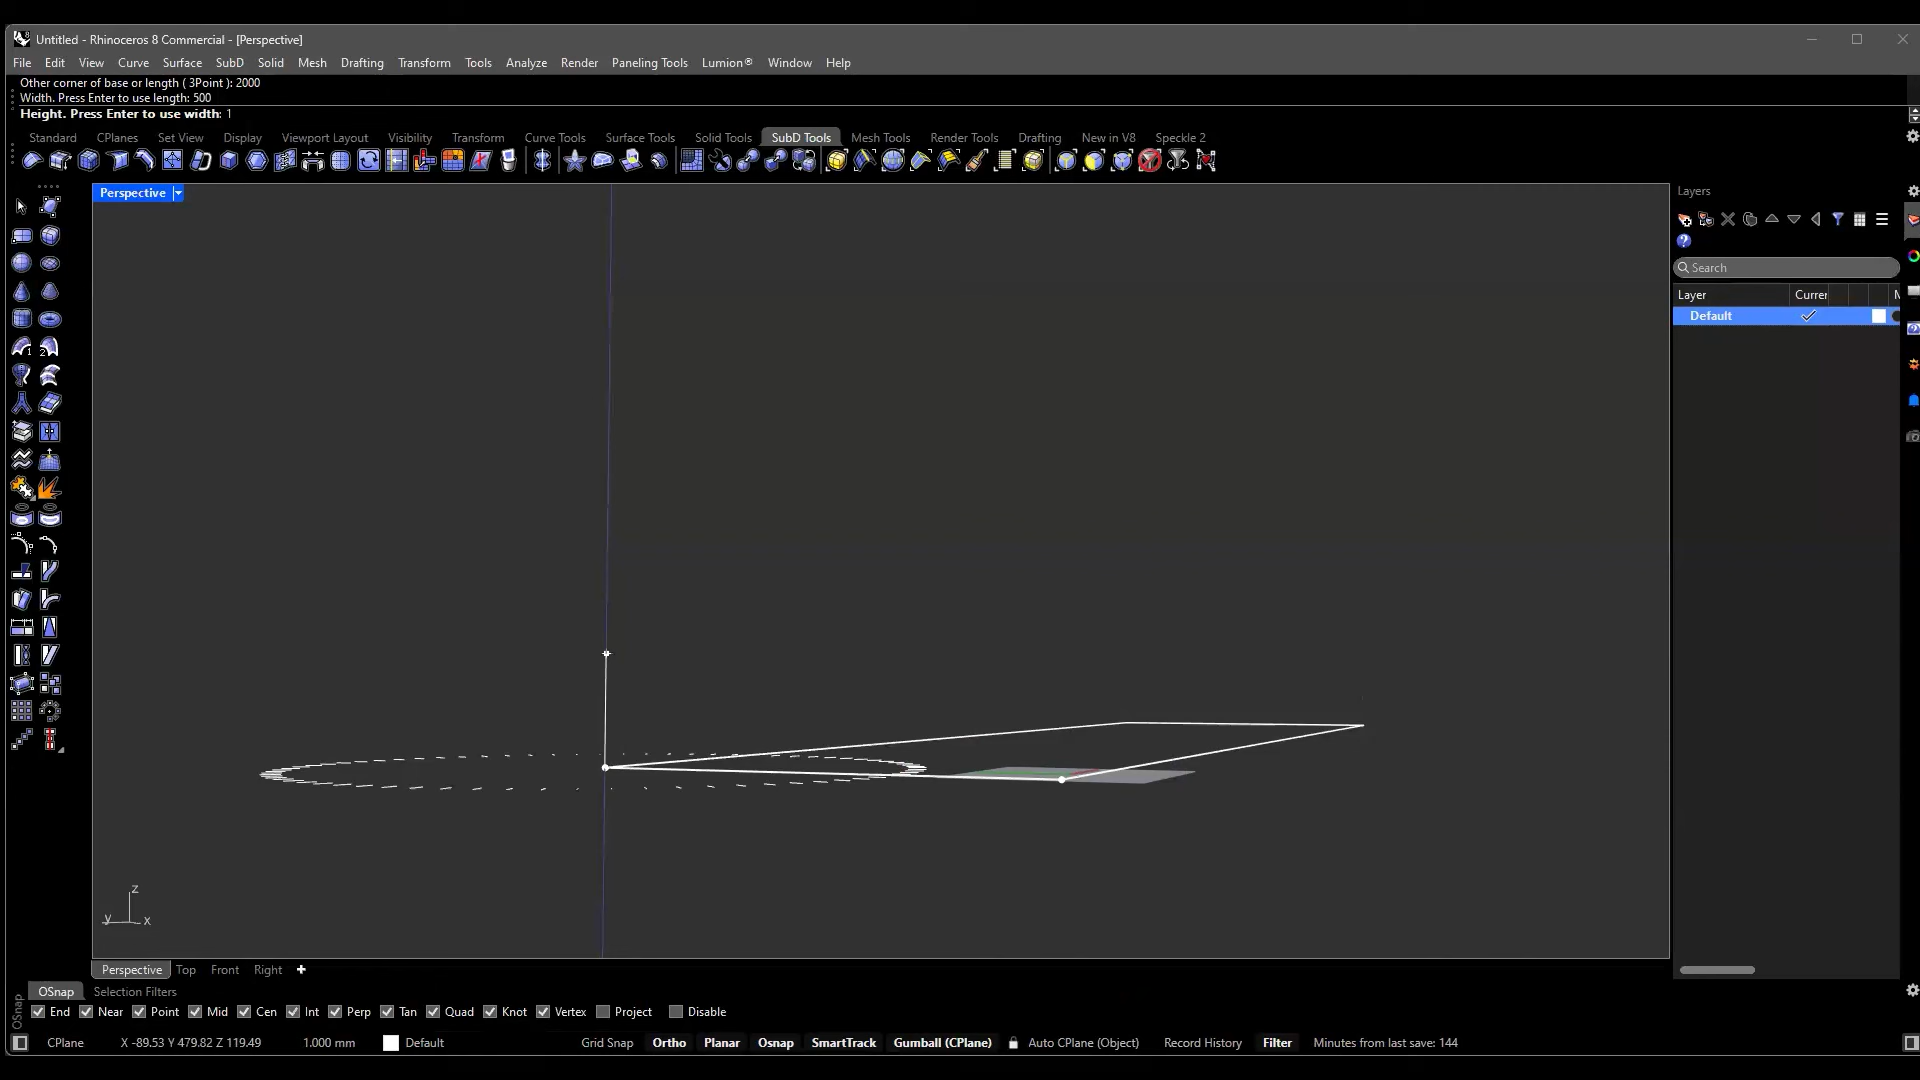 Untitled - Rhinoceros 8 Commercial - [Perspective]
File Edit View Curve Surface SubD Solid Mesh Drafting Transform Tools Analyze Render Paneling Tools Lumion® Window Help
Other corner of base or length ( 3Point ): 2000
Width. Press Enter to use length: 500
Height. Press Enter to use width: 1
Standard CPlanes Set View Display Viewport Layout Visibility Transform Curve Tools Surface Tools Solid Tools SubD Tools Mesh Tools Render Tools Drafting New in V8 Speckle 2
Perspective
Layers
Search
Layer Currer M
Default
1 2
z
y x
Perspective Top Front Right
OSnap Selection Filters
OSnap
End Near Point Mid Cen Int Perp Tan Quad Knot Vertex Project Disable
CPlane X -89.53 Y 479.82 Z 119.49 1.000 mm Default Grid Snap Ortho Planar Osnap SmartTrack Gumball (CPlane) Auto CPlane (Object) Record History Filter Minutes from last save: 144